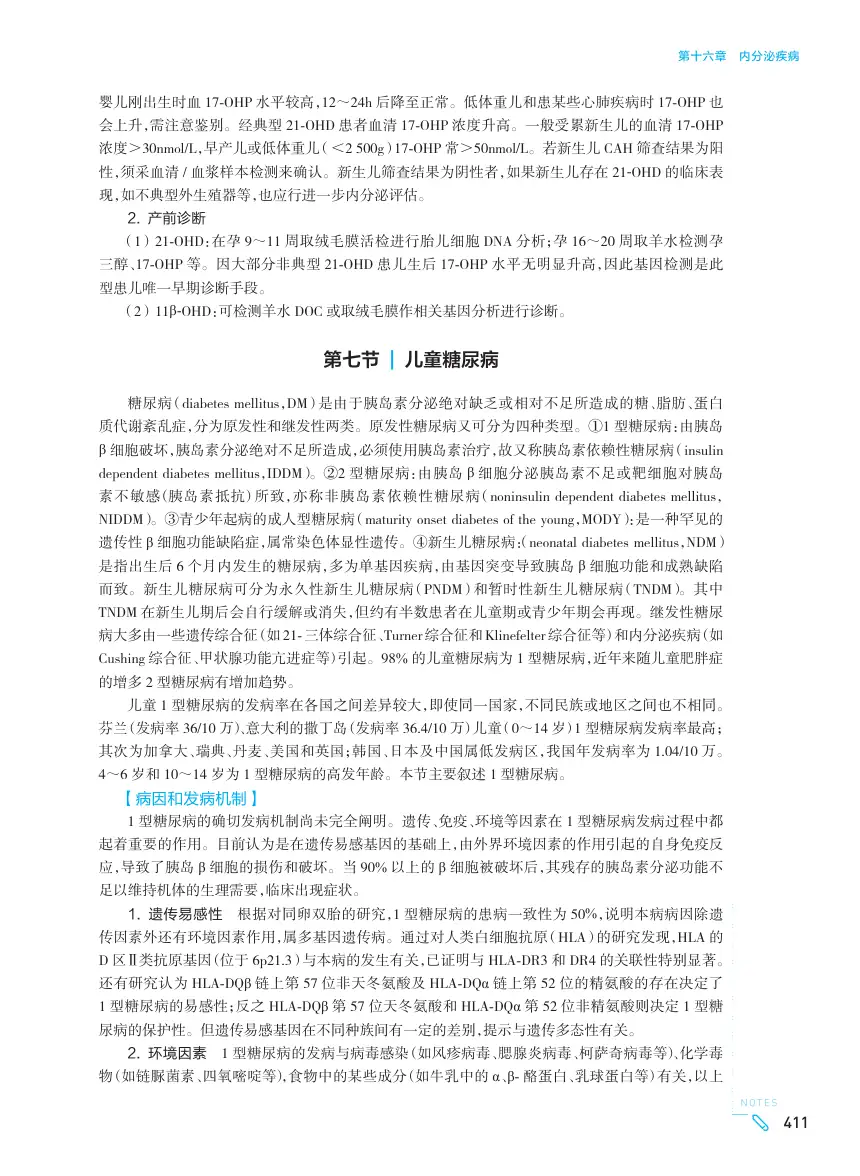 第十六章 内分泌疾病
婴儿刚出生时血 17-OHP 水平较高，12～24h 后降至正常。低体重儿和患某些心肺疾病时 17-OHP 也
会上升，需注意鉴别。经典型 21-OHD 患者血清 17-OHP 浓度升高。一般受累新生儿的血清 17-OHP
浓度＞30nmol/L，早产儿或低体重儿（＜2 500g）17-OHP 常＞50nmol/L。若新生儿 CAH 筛查结果为阳
性，须采血清 / 血浆样本检测来确认。新生儿筛查结果为阴性者，如果新生儿存在 21-OHD 的临床表
现，如不典型外生殖器等，也应行进一步内分泌评估。
2. 产前诊断
（1）21-OHD：在孕 9～11 周取绒毛膜活检进行胎儿细胞 DNA 分析；孕 16～20 周取羊水检测孕
三醇、17-OHP 等。因大部分非典型 21-OHD 患儿生后 17-OHP 水平无明显升高，因此基因检测是此
型患儿唯一早期诊断手段。
（2）11β-OHD：可检测羊水 DOC 或取绒毛膜作相关基因分析进行诊断。
第七节 | 儿童糖尿病
糖尿病（diabetes mellitus，DM）是由于胰岛素分泌绝对缺乏或相对不足所造成的糖、脂肪、蛋白
质代谢紊乱症，分为原发性和继发性两类。原发性糖尿病又可分为四种类型。①1 型糖尿病：由胰岛
β 细胞破坏，胰岛素分泌绝对不足所造成，必须使用胰岛素治疗，故又称胰岛素依赖性糖尿病（insulin
dependent diabetes mellitus，IDDM）。②2 型糖尿病：由胰岛 β 细胞分泌胰岛素不足或靶细胞对胰岛
素不敏感（胰岛素抵抗）所致，亦称非胰岛素依赖性糖尿病（noninsulin dependent diabetes mellitus，
NIDDM）。③青少年起病的成人型糖尿病（maturity onset diabetes of the young，MODY）：是一种罕见的
遗传性 β 细胞功能缺陷症，属常染色体显性遗传。④新生儿糖尿病：（neonatal diabetes mellitus，NDM）
是指出生后 6 个月内发生的糖尿病，多为单基因疾病，由基因突变导致胰岛 β 细胞功能和成熟缺陷
而致。新生儿糖尿病可分为永久性新生儿糖尿病（PNDM）和暂时性新生儿糖尿病（TNDM）。其中
TNDM 在新生儿期后会自行缓解或消失，但约有半数患者在儿童期或青少年期会再现。继发性糖尿
病大多由一些遗传综合征（如 21- 三体综合征、Turner 综合征和 Klinefelter 综合征等）和内分泌疾病（如
Cushing 综合征、甲状腺功能亢进症等）引起。98% 的儿童糖尿病为 1 型糖尿病，近年来随儿童肥胖症
的增多 2 型糖尿病有增加趋势。
儿童 1 型糖尿病的发病率在各国之间差异较大，即使同一国家，不同民族或地区之间也不相同。
芬兰（发病率 36/10 万）、意大利的撒丁岛（发病率 36.4/10 万）儿童（0～14 岁）1 型糖尿病发病率最高；
其次为加拿大、瑞典、丹麦、美国和英国；韩国、日本及中国属低发病区，我国年发病率为 1.04/10 万。
4～6 岁和 10～14 岁为 1 型糖尿病的高发年龄。本节主要叙述 1 型糖尿病。
【病因和发病机制】
1 型糖尿病的确切发病机制尚未完全阐明。遗传、免疫、环境等因素在 1 型糖尿病发病过程中都
起着重要的作用。目前认为是在遗传易感基因的基础上，由外界环境因素的作用引起的自身免疫反
应，导致了胰岛 β 细胞的损伤和破坏。当 90% 以上的 β 细胞被破坏后，其残存的胰岛素分泌功能不
足以维持机体的生理需要，临床出现症状。
1. 遗传易感性 根据对同卵双胎的研究，1 型糖尿病的患病一致性为 50%，说明本病病因除遗
传因素外还有环境因素作用，属多基因遗传病。通过对人类白细胞抗原（HLA）的研究发现，HLA 的
D 区Ⅱ类抗原基因（位于 6p21.3）与本病的发生有关，已证明与 HLA-DR3 和 DR4 的关联性特别显著。
还有研究认为 HLA-DQβ 链上第 57 位非天冬氨酸及 HLA-DQα 链上第 52 位的精氨酸的存在决定了
1 型糖尿病的易感性；反之 HLA-DQβ 第 57 位天冬氨酸和 HLA-DQα 第 52 位非精氨酸则决定 1 型糖
尿病的保护性。但遗传易感基因在不同种族间有一定的差别，提示与遗传多态性有关。
2. 环境因素 1 型糖尿病的发病与病毒感染（如风疹病毒、腮腺炎病毒、柯萨奇病毒等）、化学毒
物（如链脲菌素、四氧嘧啶等），食物中的某些成分（如牛乳中的 α、β- 酪蛋白、乳球蛋白等）有关，以上
NOTES
411